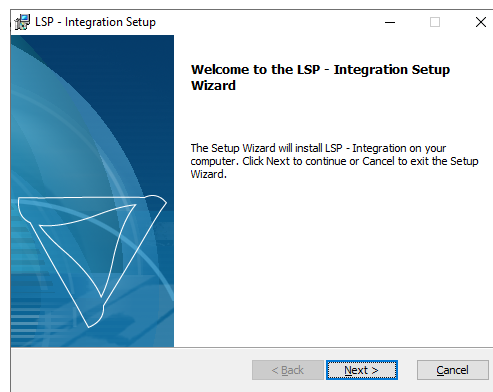 LSP - Integration Setup
Welcome to the LSP - Integration Setup
Wizard
The Setup Wizard will install LSP - Integration on your
computer. Click Next to continue or Cancel to exit the Setup
Wizard.
< Back Next > Cancel